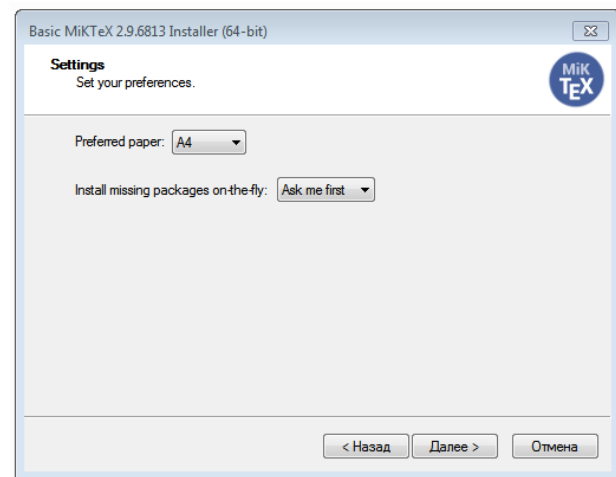 Basic MiKTeX 2.9.6813 Installer (64-bit)
Settings
Set your preferences.
MiK
TEX
Preferred paper: A4
Install missing packages on-the-fly: Ask me first
< Назад Далее > Отмена